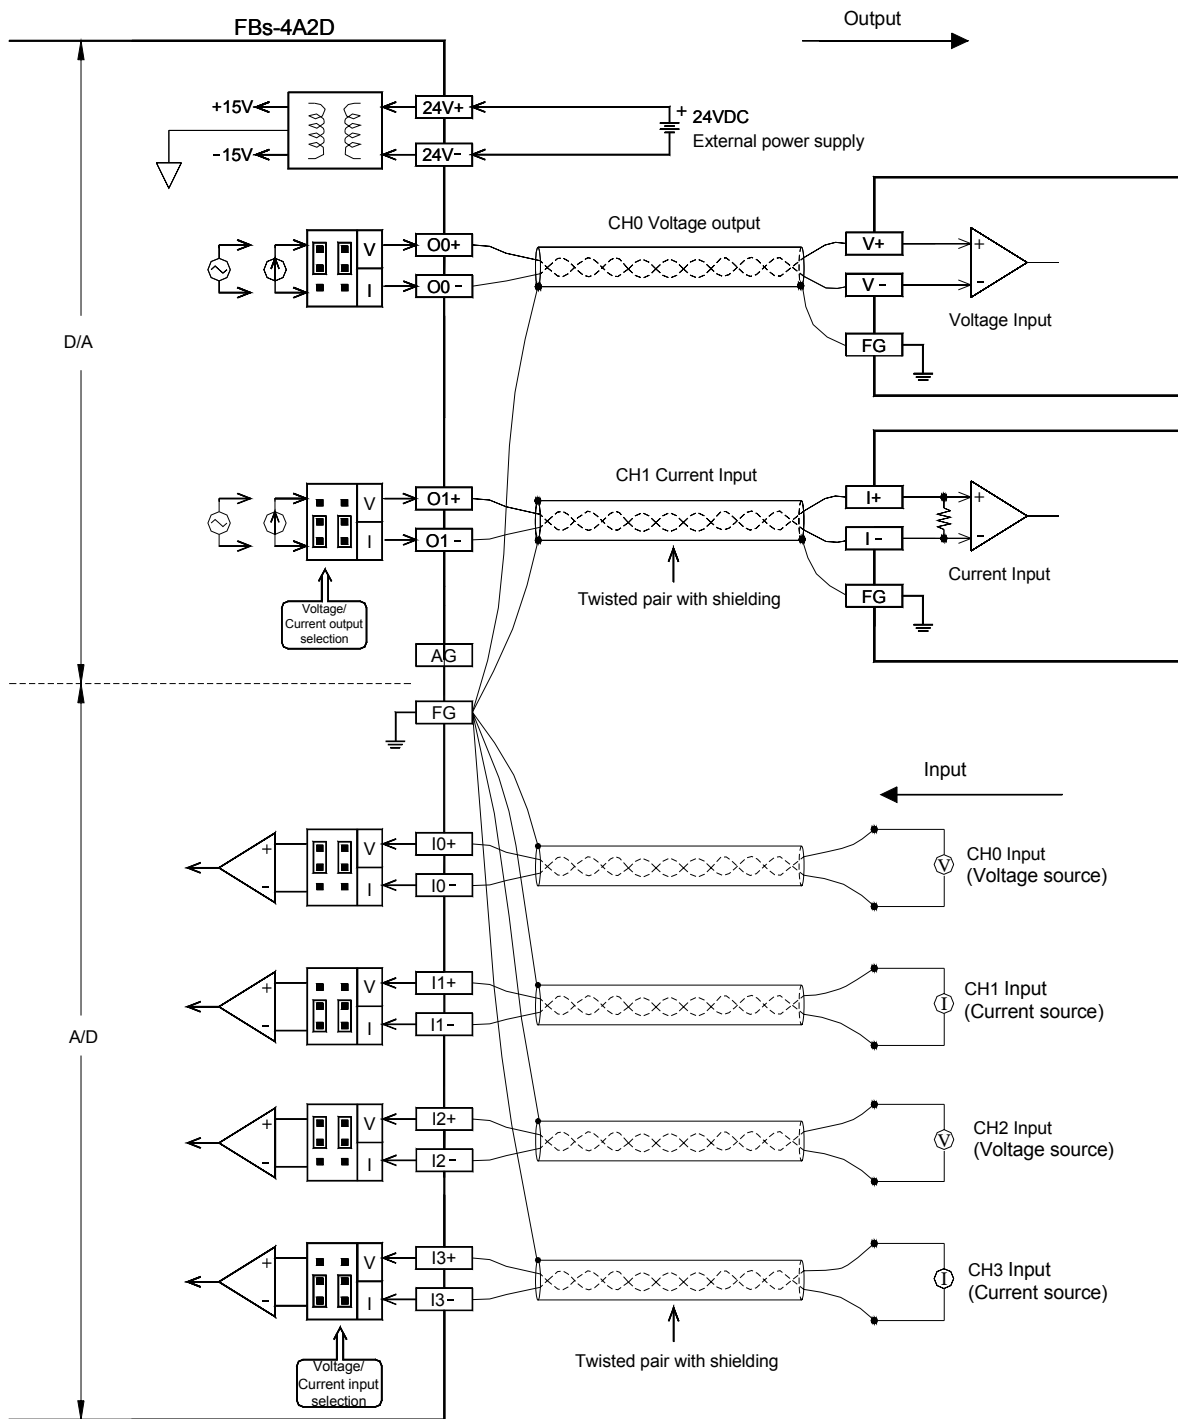 FBs-4A2D
Output
+15V
24V+
+
24VDC
External power supply
-15V
24V-
CH0 Voltage output
V
O0+
V+
+
I
O0-
V-
-
Voltage Input
FG
D/A
CH1 Current Input
V
O1+
I+
+
I
O1-
I-
-
Current Input
Twisted pair with shielding
FG
Voltage/
Current output
selection
AG
FG
Input
+
V
I0+
CH0 Input
(Voltage source)
V
-
I
I0-
+
V
I1+
CH1 Input
(Current source)
I
-
I
I1-
A/D
+
V
I2+
CH2 Input
(Voltage source)
V
-
I
I2-
+
V
I3+
CH3 Input
(Current source)
I
-
I
I3-
Twisted pair with shielding
Voltage/
Current input
selection